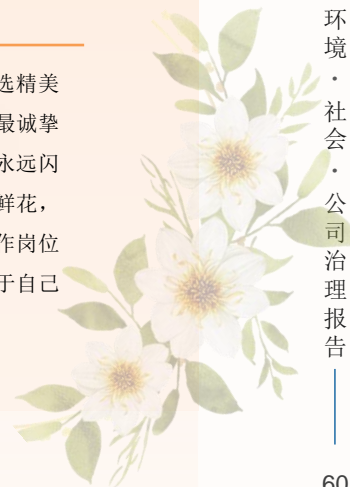 选精美
最诚挚
永远闪
鲜花，
作岗位
于自己
环境·社会·公司治理报告
60